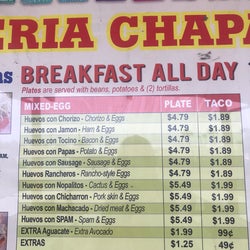 ERIA CHAPA
as BREAKFAST ALL DAY
Plates are served with beans, potatoes & (2) tortillas.
MIXED-EGG PLATE TACO
Huevos con Chorizo - Chorizo & Eggs $4.79 $1.89
Huevos con Jamon - Ham & Eggs $4.79 $1.89
Huevos con Tocino - Bacon & Eggs $4.79 $1.89
Huevos con Papas - Potato & Eggs $4.79 $1.89
Huevos con Sausage - Sausage & Eggs $4.79 $1.89
Huevos Rancheros - Rancho-style Eggs $4.79 $1.89
Huevos con Nopalitos - Cactus & Eggs $5.49 $1.89
Huevos con Chicharron - Pork skin & Eggs $5.49 $1.99
Huevos con Machacado - Dried meat & Eggs $5.49 $1.99
Huevos con SPAM - Spam & Eggs $5.49 $1.99
EXTRA Aguacate - Extra Avocado $1.99 99¢
EXTRAS $1.25 49¢